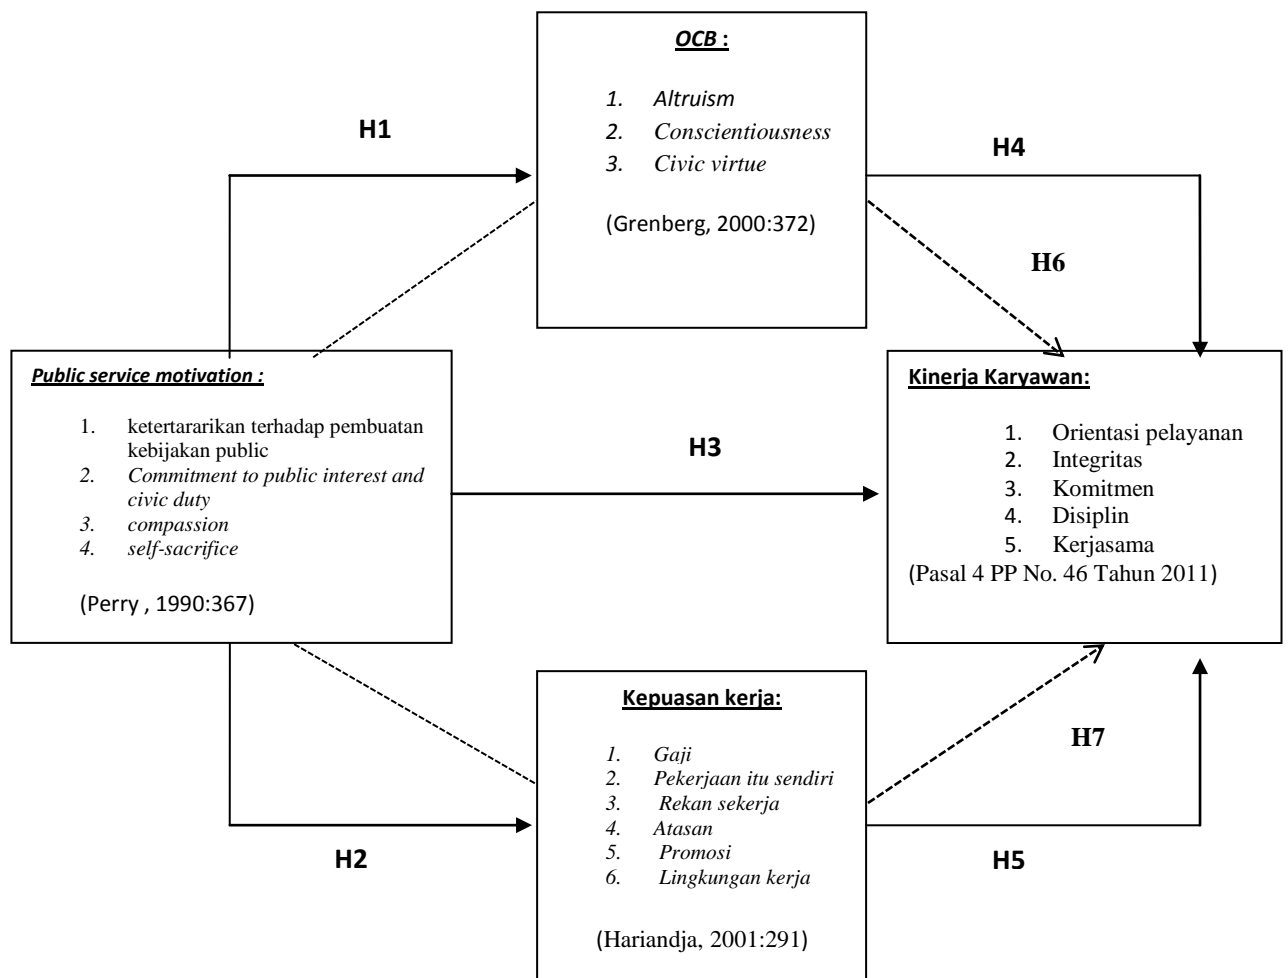 OCB :
1. Altruism
2. Conscientiousness
3. Civic virtue
(Grenberg, 2000:372)
H1
H4
H6
Public service motivation :
1. ketertararikan terhadap pembuatan
kebijakan public
2. Commitment to public interest and
civic duty
3. compassion
4. self-sacrifice
(Perry , 1990:367)
H3
Kinerja Karyawan:
1. Orientasi pelayanan
2. Integritas
3. Komitmen
4. Disiplin
5. Kerjasama
(Pasal 4 PP No. 46 Tahun 2011)
Kepuasan kerja:
1. Gaji
2. Pekerjaan itu sendiri
3. Rekan sekerja
4. Atasan
5. Promosi
6. Lingkungan kerja
(Hariandja, 2001:291)
H2
H7
H5